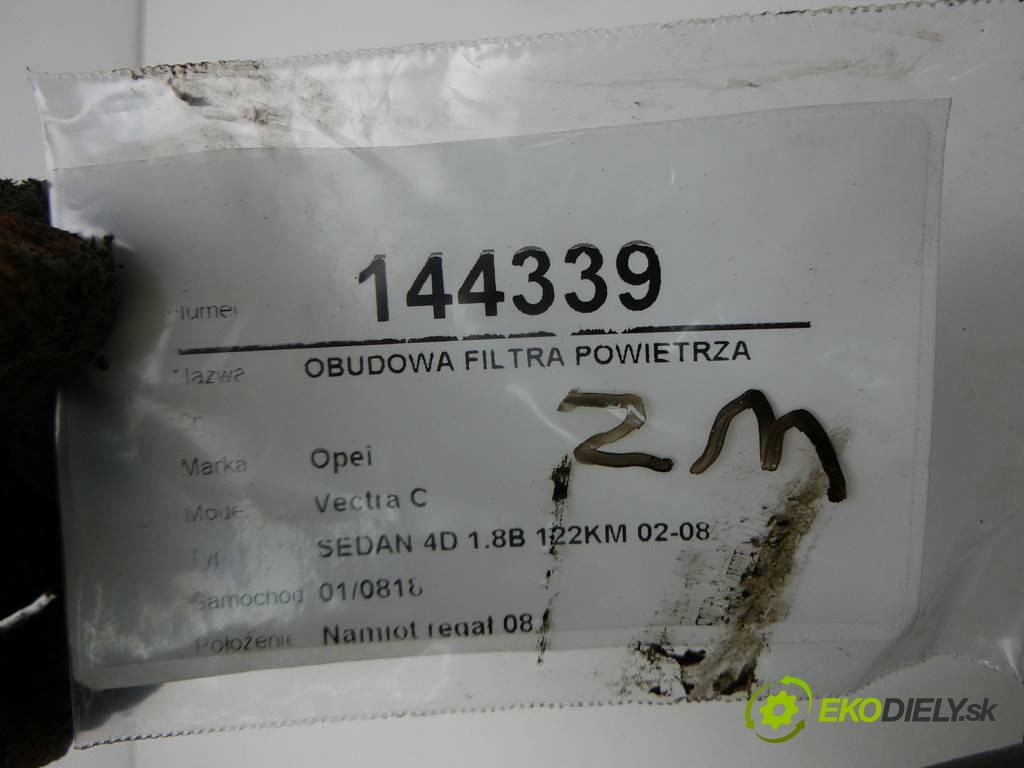 144339
OBUDOWA FILTRA POWIETRZA
Marka Opel
Vectra C
SEDAN 4D 1.8B 122KM 02-08
Samochod 01/0818
Położenie Namiot regał 08
ZM
EKODIELY.sk